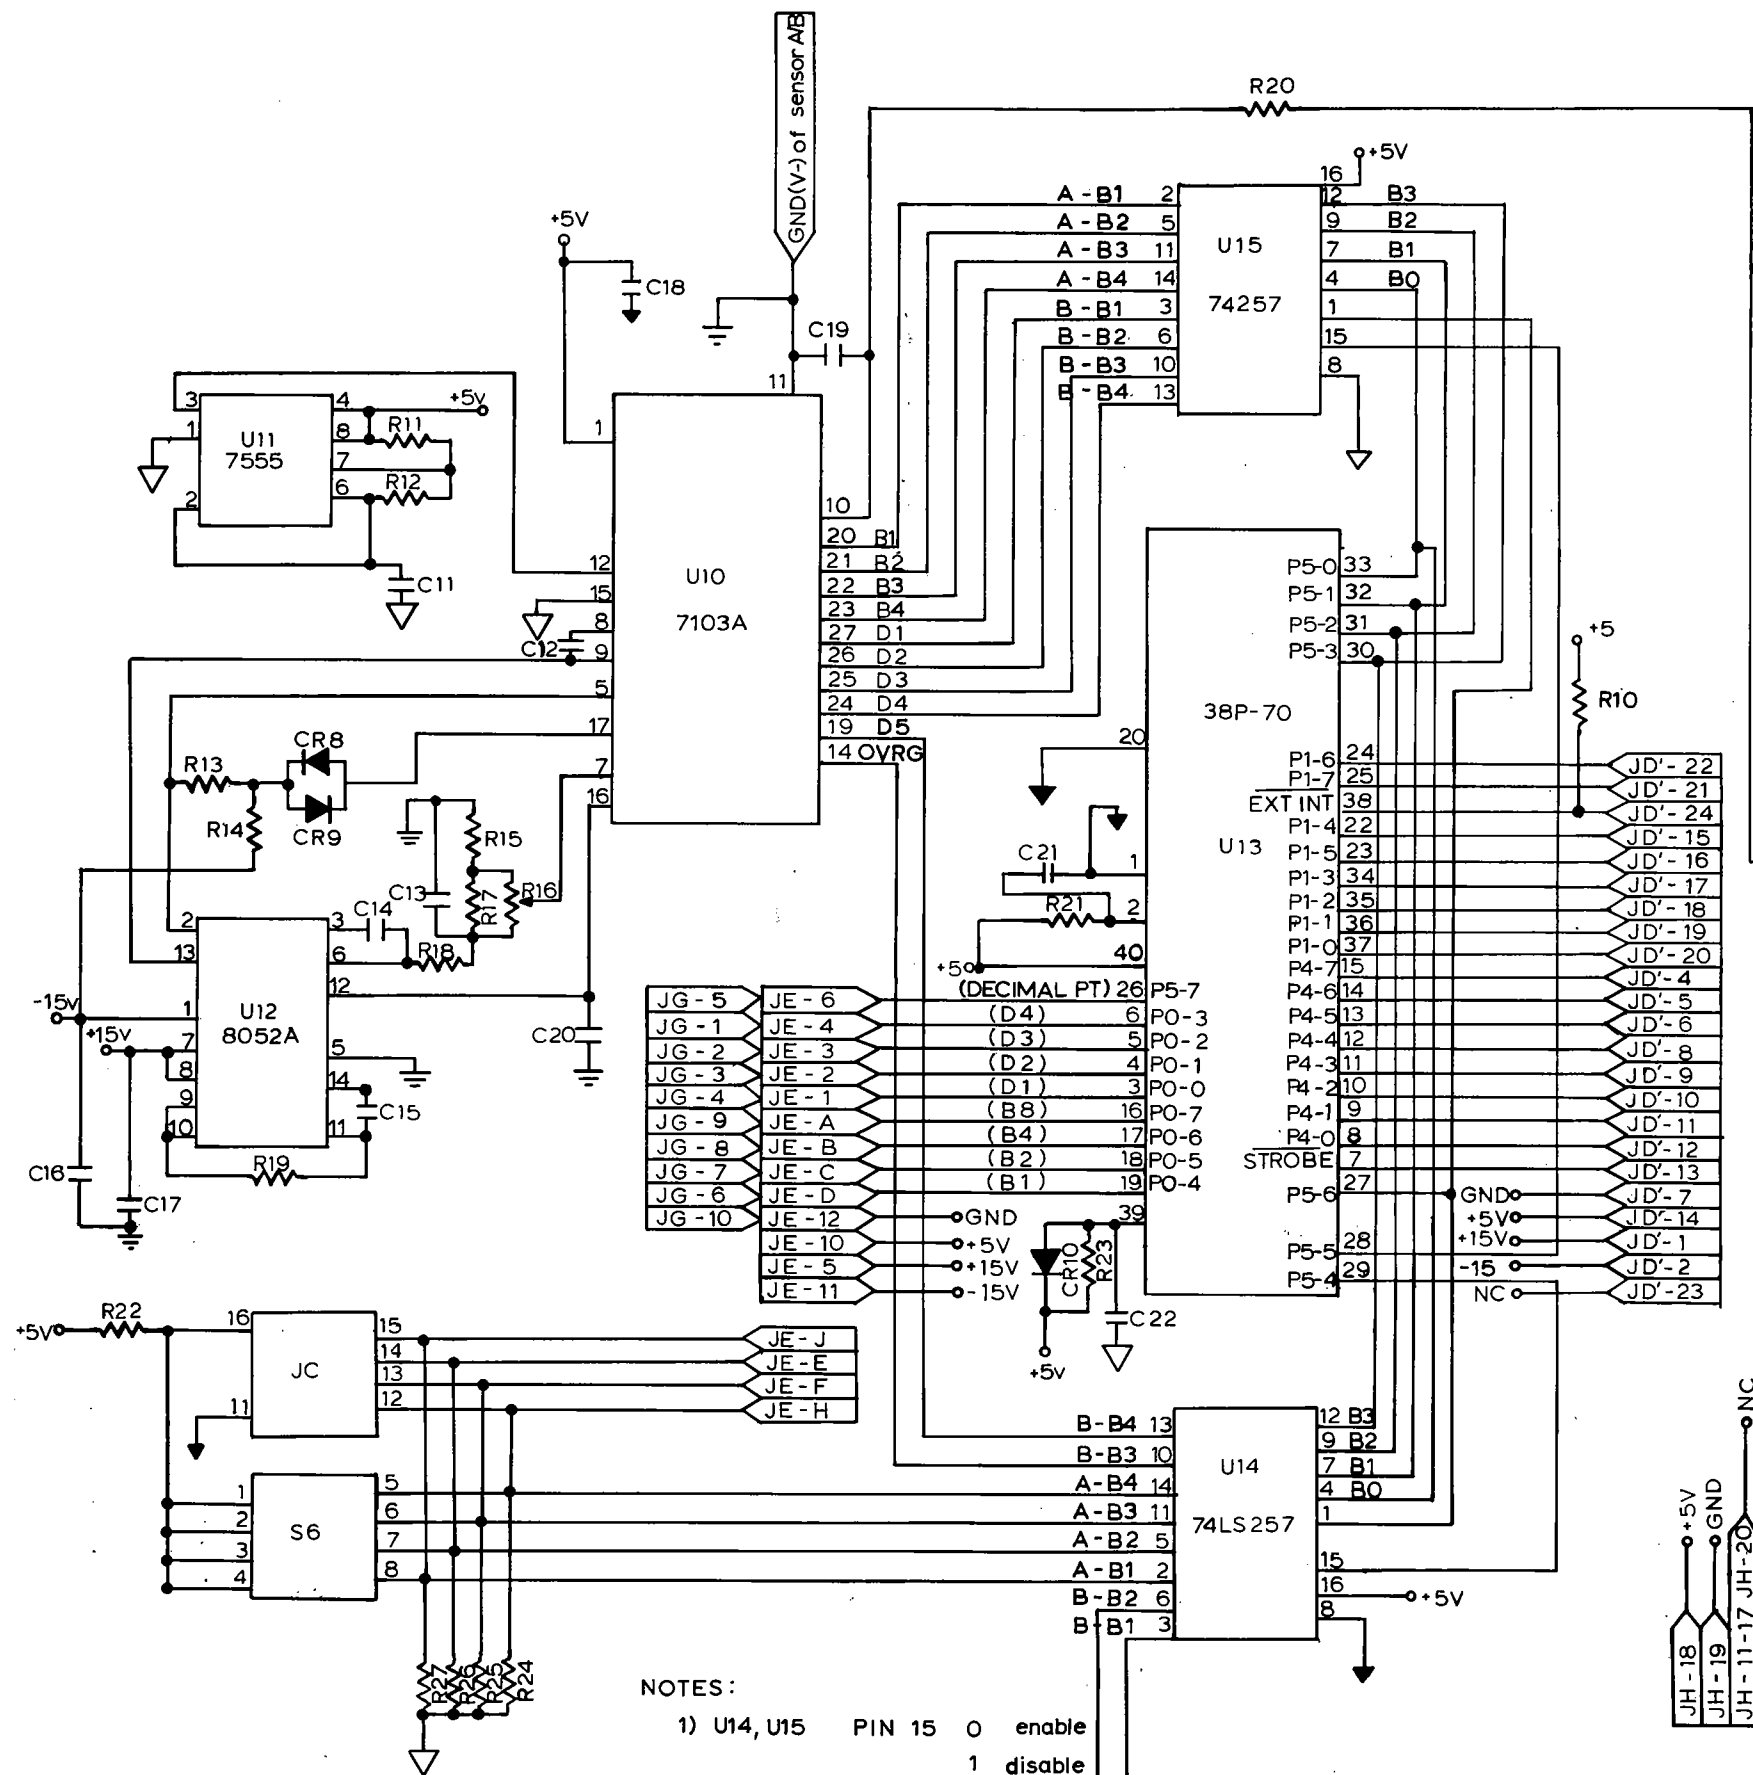 GND(V-) of sensor A/B
R20
+5V
16
A-B1 2
12 B3
A-B2 5
9 B2
+5V
U15
A-B3 11
7 B1
A-B4 14
4 B0
C18
74257
B-B1 3
1
C19
B-B2 6
15
B-B3 10
8
11
B-B4 13
3
4
+5v
1
U11
7555
8
R11
1
7
6
R12
2
10
20 B1
12
U10
21 B2
P5-0 33
C11
15
22 B3
P5-1 32
8
7103A
23 B4
P5-2 31
+5
C12
9
27 D1
P5-3 30
26 D2
5
25 D3
R10
24 D4
38P-70
17
19 D5
20
CR8
14 OVRG
P1-6 24
JD'-22
R13
7
P1-7 25
JD'-21
16
EXT INT 38
JD'-24
R14
CR9
R15
P1-4 22
JD'-15
U13
C21
1
P1-5 23
JD'-16
C13
R17
R16
P1-3 34
JD'-17
R21
2
P1-2 35
JD'-18
2
3
C14
P1-1 36
JD'-19
13
6
R18
P1-0 37
JD'-20
+5
40
P4-7 15
JD'-4
12
JG-5
JE-6
(DECIMAL PT) 26 P5-7
P4-6 14
JD'-5
-15v
1
U12
8052A
JG-1
JE-4
(D4) 6 P0-3
P4-5 13
JD'-6
+15v
7
5
C20
JG-2
JE-3
(D3) 5 P0-2
P4-4 12
JD'-8
8
JG-3
JE-2
(D2) 4 P0-1
P4-3 11
JD'-9
14
JG-4
JE-1
(D1) 3 P0-0
P4-2 10
JD'-10
9
C15
JG-9
JE-A
(B8) 16 P0-7
P4-1 9
JD'-11
10
11
JG-8
JE-B
(B4) 17 P0-6
P4-0 8
JD'-12
C16
R19
JG-7
JE-C
(B2) 18 P0-5
STROBE 7
JD'-13
C17
JG-6
JE-D
(B1) 19 P0-4
P5-6 27
GND
JD'-7
JG-10
JE-12
GND
39
+5V
JD'-14
JE-10
+5V
P5-5 28
+15V
JD'-1
JE-5
+15V
CR10
R23
P5-4 29
-15
JD'-2
JE-11
-15V
C22
NC
JD'-23
+5v
+5V
R22
16
15
JE-J
14
JE-E
JC
13
JE-F
11
12
JE-H
NC
B-B4 13
12 B3
B-B3 10
9 B2
U14
A-B4 14
7 B1
1
5
4 B0
2
6
A-B3 11
1
S6
74LS257
3
7
A-B2 5
4
8
A-B1 2
15
B-B2 6
16
+5V
B-B1 3
8
+5V
GND
JH-18
JH-19
JH-11-17 JH-20
R27
R26
R25
R24
NOTES:
1) U14, U15 PIN 15 0 enable
1 disable